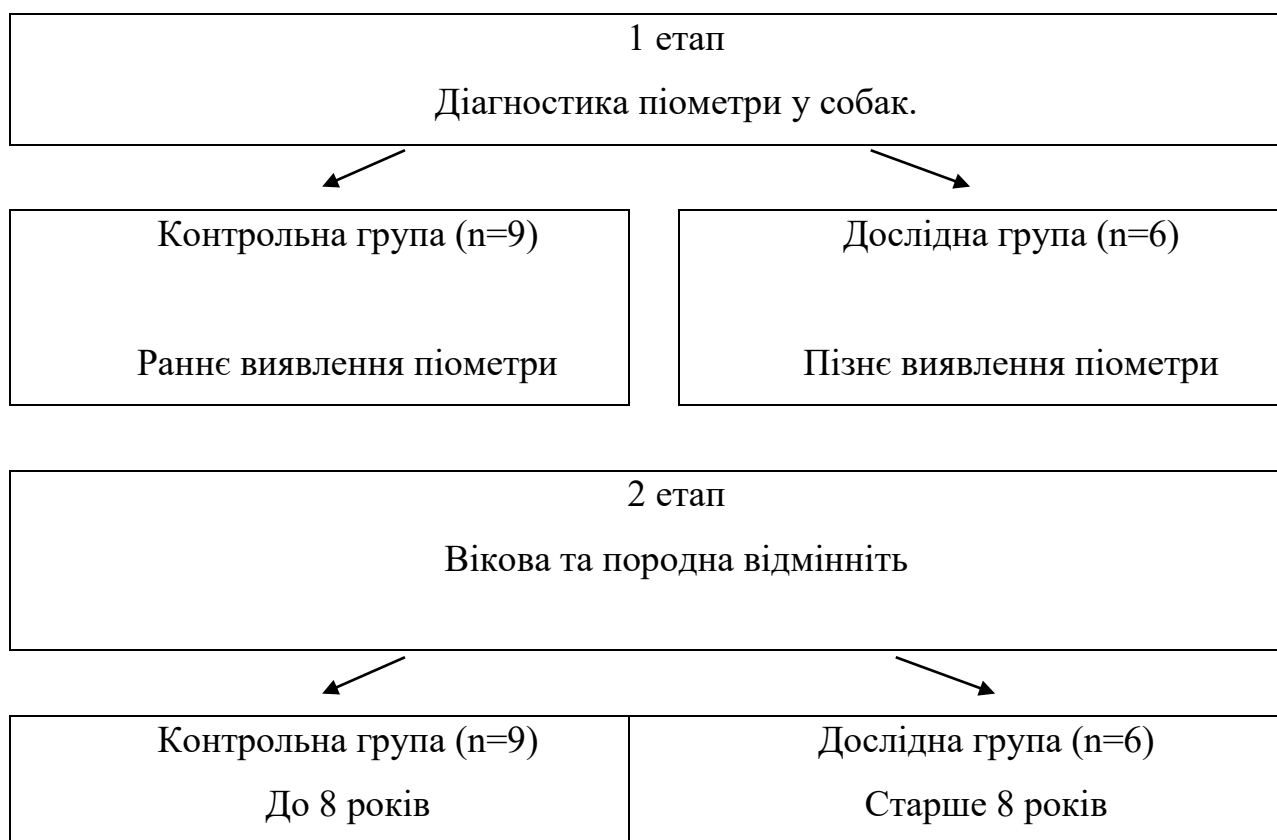 1 етап
Діагностика піометри у собак.
Контрольна група (n=9)
Раннє виявлення піометри
Дослідна група (n=6)
Пізнє виявлення піометри
2 етап
Вікова та породна відмінніть
Контрольна група (n=9)
До 8 років
Дослідна група (n=6)
Старше 8 років